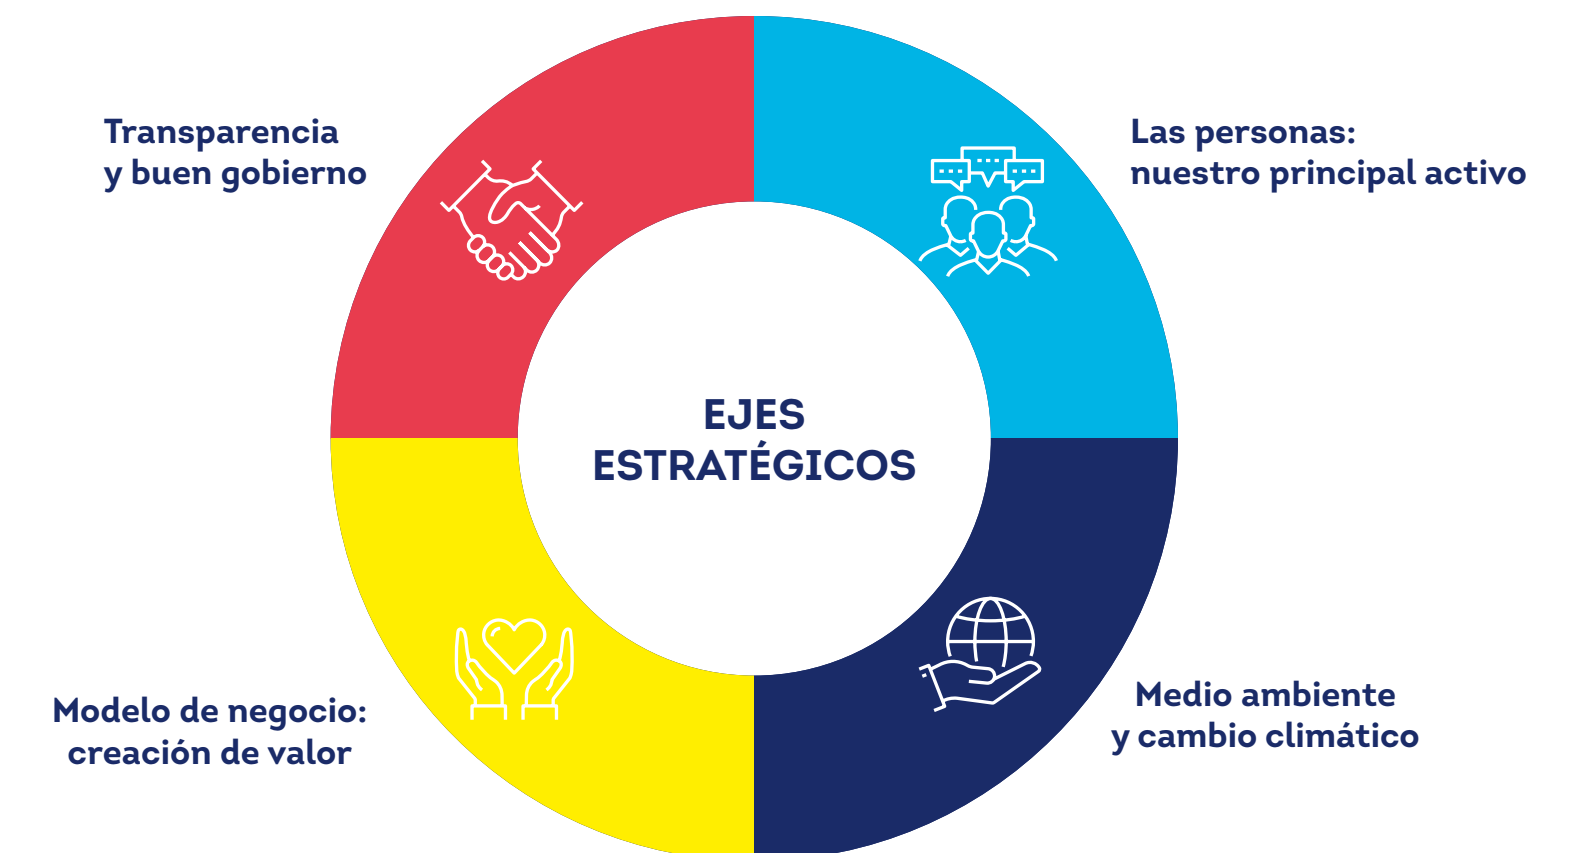 Transparencia
y buen gobierno
Las personas:
nuestro principal activo
EJES
ESTRATÉGICOS
Modelo de negocio:
creación de valor
Medio ambiente
y cambio climático